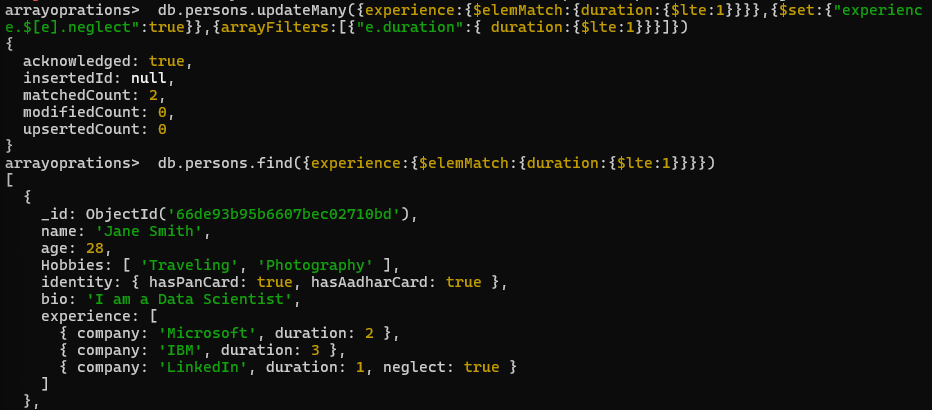 arrayoprations>  db.persons.updateMany({experience:{$elemMatch:{duration:{$lte:1}}}},{$set:{"experienc
e.$[e].neglect":true}},{arrayFilters:[{"e.duration":{ duration:{$lte:1}}}]})
{
  acknowledged: true,
  insertedId: null,
  matchedCount: 2,
  modifiedCount: 0,
  upsertedCount: 0
}
arrayoprations>  db.persons.find({experience:{$elemMatch:{duration:{$lte:1}}}})
[
  {
    _id: ObjectId('66de93b95b6607bec02710bd'),
    name: 'Jane Smith',
    age: 28,
    Hobbies: [ 'Traveling', 'Photography' ],
    identity: { hasPanCard: true, hasAadharCard: true },
    bio: 'I am a Data Scientist',
    experience: [
      { company: 'Microsoft', duration: 2 },
      { company: 'IBM', duration: 3 },
      { company: 'LinkedIn', duration: 1, neglect: true }
    ]
  },